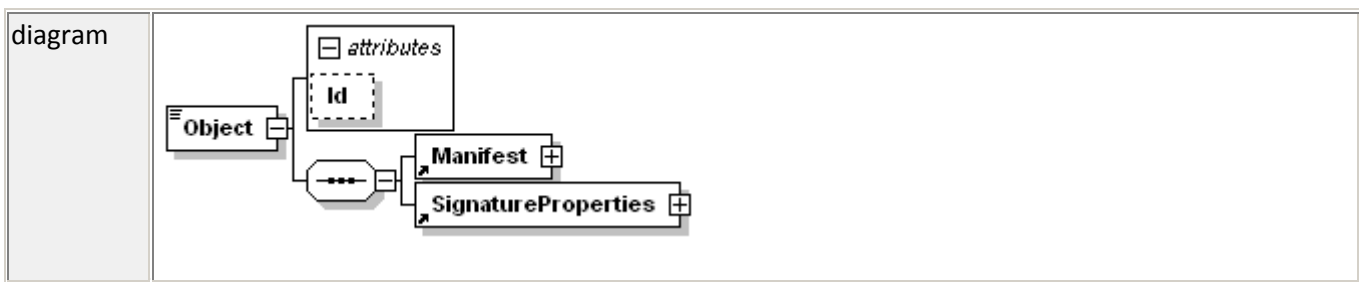 diagram
attributes
Id
Object
Manifest
SignatureProperties